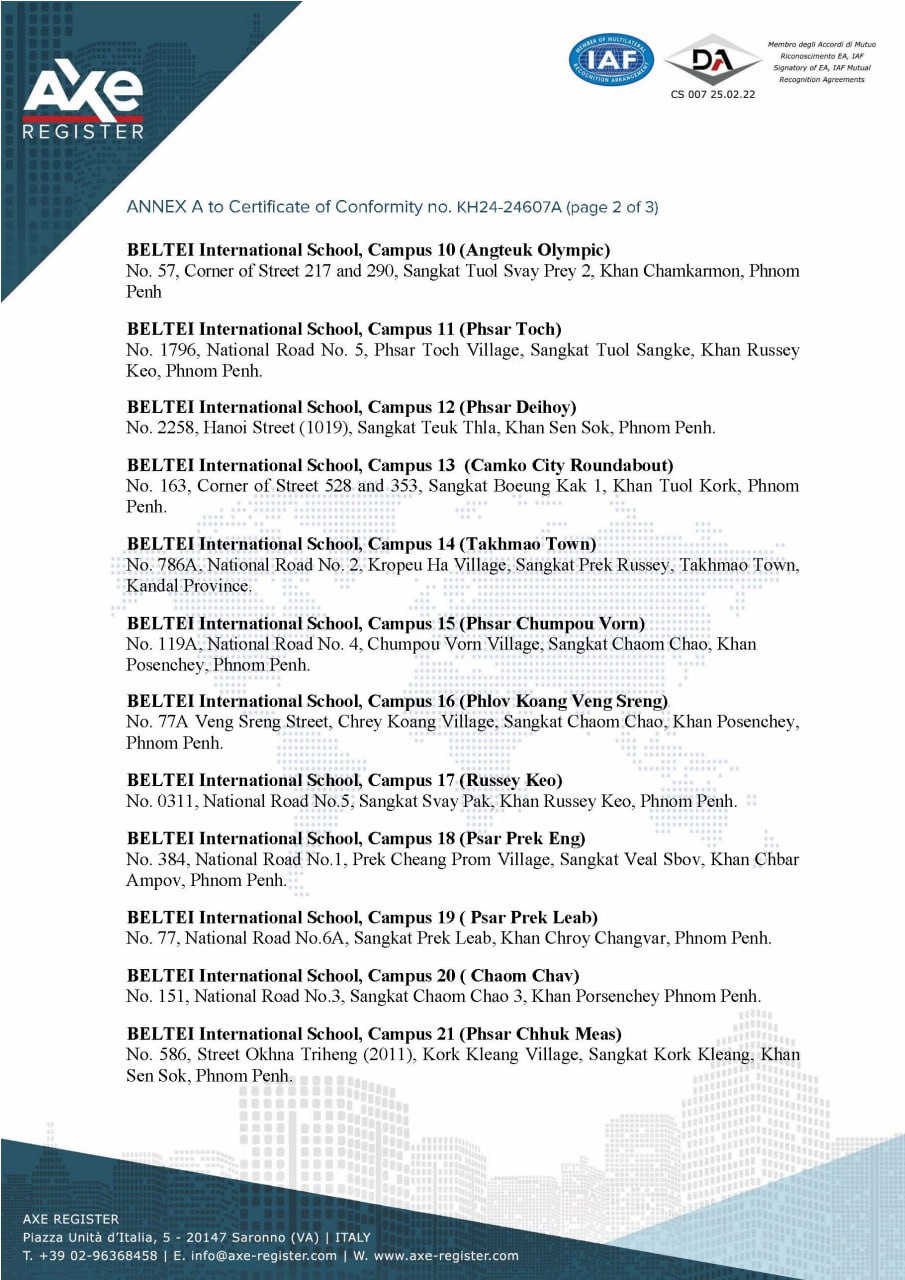 AXe
REGISTER
MEMBER OF MULTILATERAL
IAF
RECOGNITION ARRANGEMENT
DA
CS 007 25.02.22
Membro degli Accordi di Mutuo
Riconoscimento EA, IAF
Signatory of EA, IAF Mutual
Recognition Agreements
ANNEX A to Certificate of Conformity no. KH24-24607A (page 2 of 3)
BELTEI International School, Campus 10 (Angteuk Olympic)
No. 57, Corner of Street 217 and 290, Sangkat Tuol Svay Prey 2, Khan Chamkarmon, Phnom
Penh
BELTEI International School, Campus 11 (Phsar Toch)
No. 1796, National Road No. 5, Phsar Toch Village, Sangkat Tuol Sangke, Khan Russey
Keo, Phnom Penh.
BELTEI International School, Campus 12 (Phsar Deihoy)
No. 2258, Hanoi Street (1019), Sangkat Teuk Thla, Khan Sen Sok, Phnom Penh.
BELTEI International School, Campus 13 (Camko City Roundabout)
No. 163, Corner of Street 528 and 353, Sangkat Boeung Kak 1, Khan Tuol Kork, Phnom
Penh.
BELTEI International School, Campus 14 (Takhmao Town)
No. 786A, National Road No. 2, Kropeu Ha Village, Sangkat Prek Russey, Takhmao Town,
Kandal Province.
BELTEI International School, Campus 15 (Phsar Chumpou Vorn)
No. 119A, National Road No. 4, Chumpou Vorn Village, Sangkat Chaom Chao, Khan
Posenchey, Phnom Penh.
BELTEI International School, Campus 16 (Phlov Koang Veng Sreng)
No. 77A Veng Sreng Street, Chrey Koang Village, Sangkat Chaom Chao, Khan Posenchey,
Phnom Penh.
BELTEI International School, Campus 17 (Russey Keo)
No. 0311, National Road No.5, Sangkat Svay Pak, Khan Russey Keo, Phnom Penh.
BELTEI International School, Campus 18 (Psar Prek Eng)
No. 384, National Road No.1, Prek Cheang Prom Village, Sangkat Veal Sbov, Khan Chbar
Ampov, Phnom Penh.
BELTEI International School, Campus 19 ( Psar Prek Leab)
No. 77, National Road No.6A, Sangkat Prek Leab, Khan Chroy Changvar, Phnom Penh.
BELTEI International School, Campus 20 ( Chaom Chav)
No. 151, National Road No.3, Sangkat Chaom Chao 3, Khan Porsenchey Phnom Penh.
BELTEI International School, Campus 21 (Phsar Chhuk Meas)
No. 586, Street Okhna Triheng (2011), Kork Kleang Village, Sangkat Kork Kleang, Khan
Sen Sok, Phnom Penh.
AXE REGISTER
Piazza Unità d'Italia, 5 - 20147 Saronno (VA) | ITALY
T. +39 02-96368458 | E. info@axe-register.com | W. www.axe-register.com